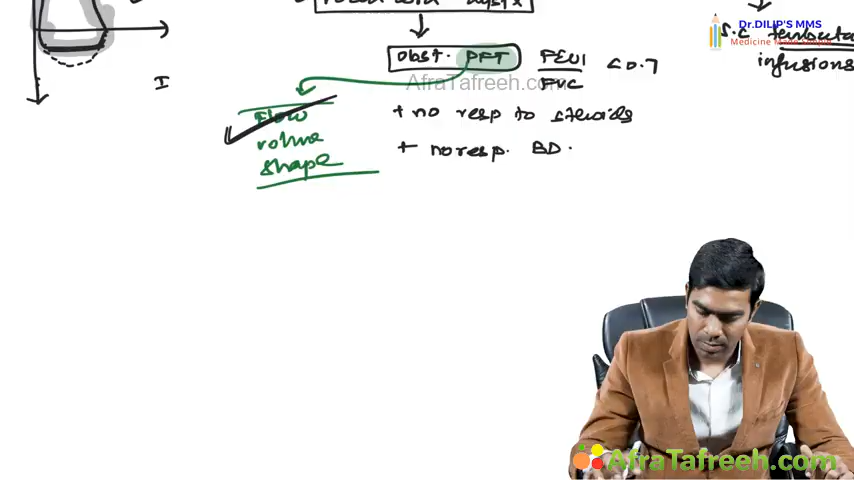 Dr.DILIP'S MMS
Medicine Made Simple
S.C terbuta
infusions
Obst. PFT FEV1
FVC < 0.7
AfraTafreeh.com
Flow
volume
shape
+ no resp to steroids
+ no resp. BD.
I
AfraTafreeh.com